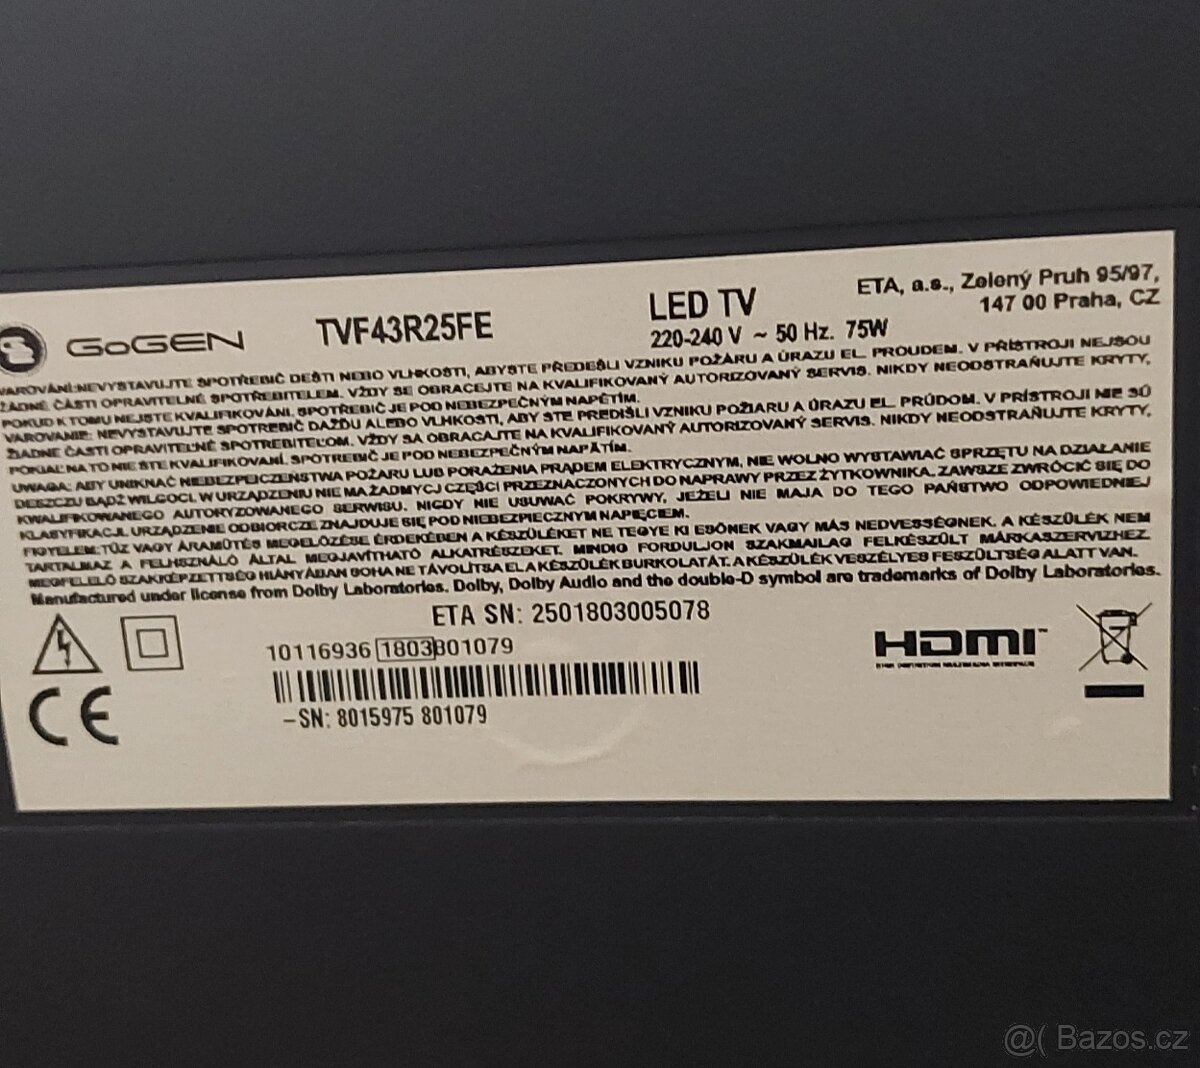 GoGEN
TVF43R25FE
LED TV
220-240 V ~ 50 Hz. 75W
ETA, a.s., Zelený Pruh 95/97,
147 00 Praha, CZ
VAROVÁNÍ: NEVYSTAVUJTE SPOTŘEBIČ DEŠTI NEBO VLHKOSTI, ABYSTE PŘEDEŠLI VZNIKU POŽÁRU A ÚRAZU EL. PROUDEM. V PŘÍSTROJI NEJSOU
ŽÁDNÉ ČÁSTI OPRAVITELNÉ SPOTŘEBITELEM. VŽDY SE OBRACEJTE NA KVALIFIKOVANÝ AUTORIZOVANÝ SERVIS. NIKDY NEODSTRAŇUJTE KRYTY,
POKUD K TOMU NEJSTE KVALIFIKOVÁNI. SPOTŘEBIČ JE POD NEBEZPEČNÝM NAPĚTÍM.
VAROVANIE: NEVYSTAVUJTE SPOTREBIČ DAŽĎU ALEBO VLHKOSTI, ABY STE PREDIŠLI VZNIKU POŽIARU A ÚRAZU EL. PRÚDOM. V PRÍSTROJI NIE SÚ
ŽIADNE ČASTI OPRAVITEĽNÉ SPOTREBITEĽOM. VŽDY SA OBRACAJTE NA KVALIFIKOVANÝ AUTORIZOVANÝ SERVIS. NIKDY NEODSTRAŇUJTE KRYTY,
POKIAĽ NA TO NIE STE KVALIFIKOVANÍ. SPOTREBIČ JE POD NEBEZPEČNÝM NAPÄTÍM.
UWAGA: ABY UNIKNĄĆ NIEBEZPIECZEŃSTWA POŻARU LUB PORAŻENIA PRĄDEM ELEKTRYCZNYM, NIE WOLNO WYSTAWIAĆ SPRZĘTU NA DZIAŁANIE
DESZCZU BĄDŹ WILGOCI. W URZĄDZENIU NIE MA ŻADNYCJ CZĘŚCI PRZEZNACZONYCH DO NAPRAWY PRZEZ ŻYTKOWNIKA. ZAWSZE ZWRÓCIĆ SIĘ DO
KWALIFIKOWANEGO AUTORYZOWANEGO SERWISU. NIGDY NIE USUWAĆ POKRYWY, JEŻELI NIE MAJA DO TEGO PAŃSTWO ODPOWIEDNIEJ
KLASYFIKACJI. URZĄDZENIE ODBIORCZE ZNAJDUJE SIĘ POD NIEBEZPIECZNYM NAPIĘCIEM.
FIGYELEM: TŰZ VAGY ÁRAMÜTÉS MEGELŐZÉSE ÉRDEKÉBEN A KÉSZÜLÉKET NE TEGYE KI ESŐNEK VAGY MÁS NEDVESSÉGNEK. A KÉSZÜLÉK NEM
TARTALMAZ A FELHSZNÁLÓ ÁLTAL MEGJAVÍTHATÓ ALKATRÉSZEKET. MINDIG FORDULJON SZAKMAILAG FELKÉSZÜLT MÁRKASZERVIZHEZ.
MEGFELELŐ SZAKKÉPZETTSÉG HIÁNYÁBAN SOHA NE TÁVOLÍTSA EL A KÉSZÜLÉK BURKOLATÁT. A KÉSZÜLÉK VESZÉLYES FESZÜLTSÉG ALATT VAN.
Manufactured under license from Dolby Laboratories. Dolby, Dolby Audio and the double-D symbol are trademarks of Dolby Laboratories.
ETA SN: 2501803005078
10116936 1803801079
–SN: 8015975 801079
HDMI™
HIGH DEFINITION MULTIMEDIA INTERFACE
CE
@( Bazos.cz